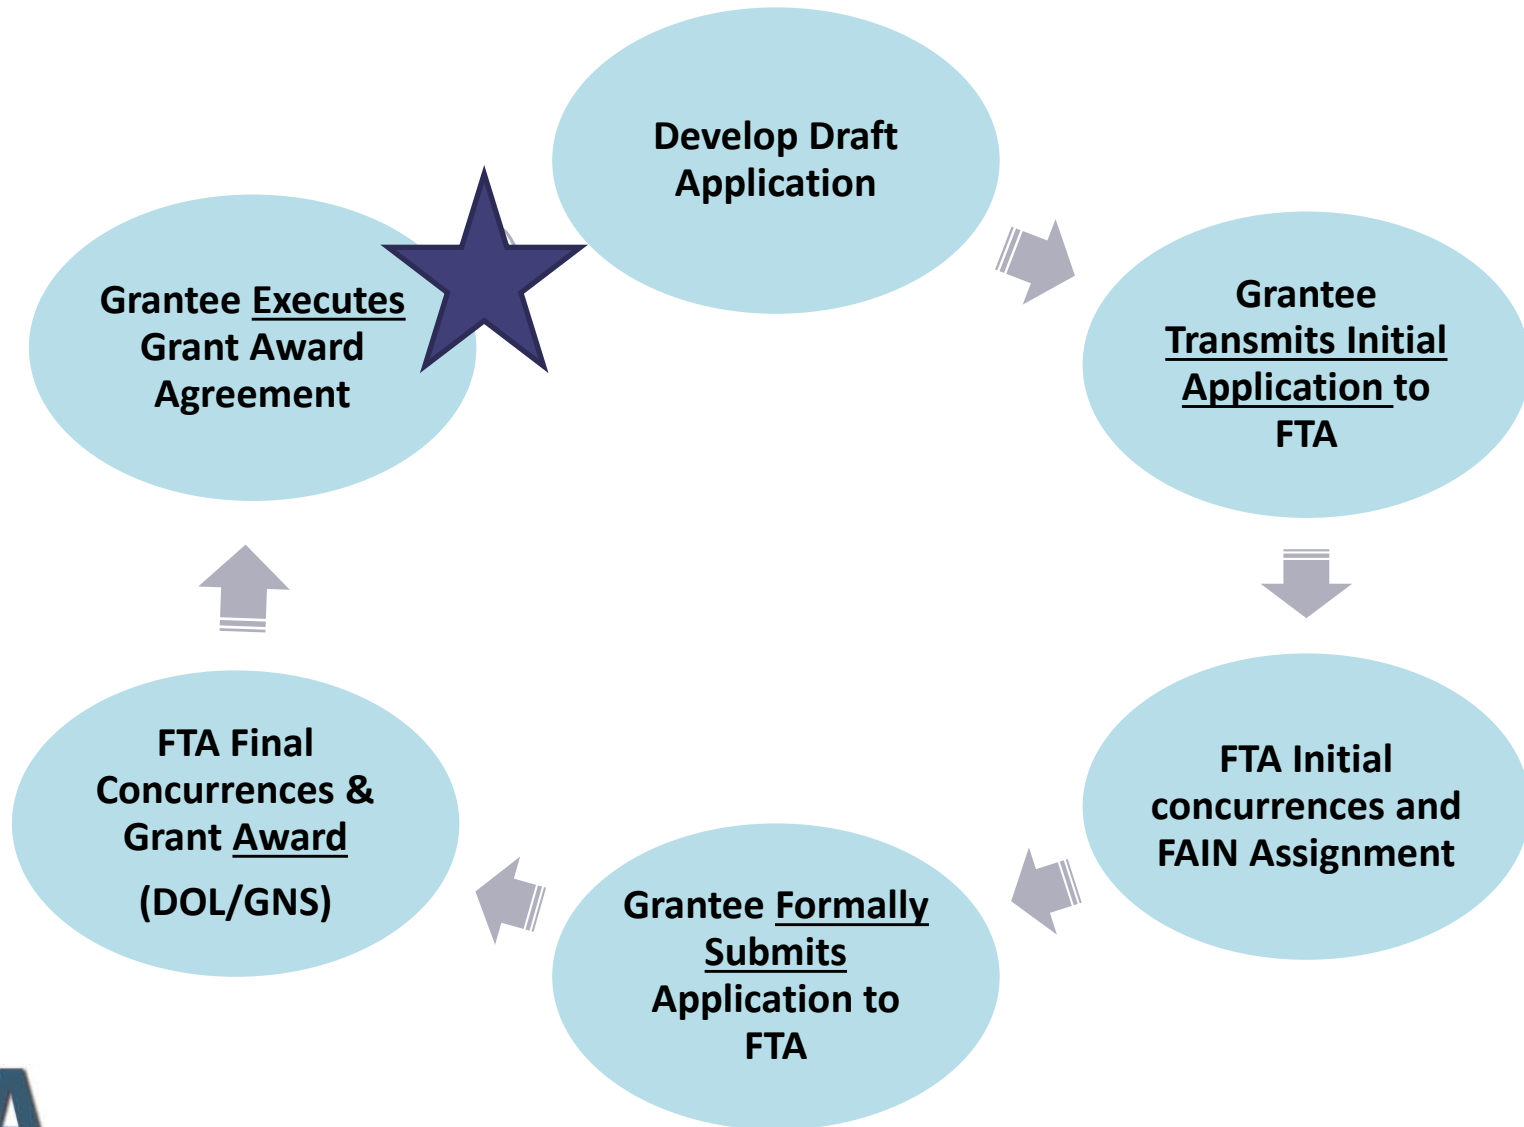 Develop Draft
Application
Grantee
Transmits Initial
Application to
FTA
FTA Initial
concurrences and
FAIN Assignment
Grantee Formally
Submits
Application to
FTA
FTA Final
Concurrences &
Grant Award
(DOL/GNS)
Grantee Executes
Grant Award
Agreement